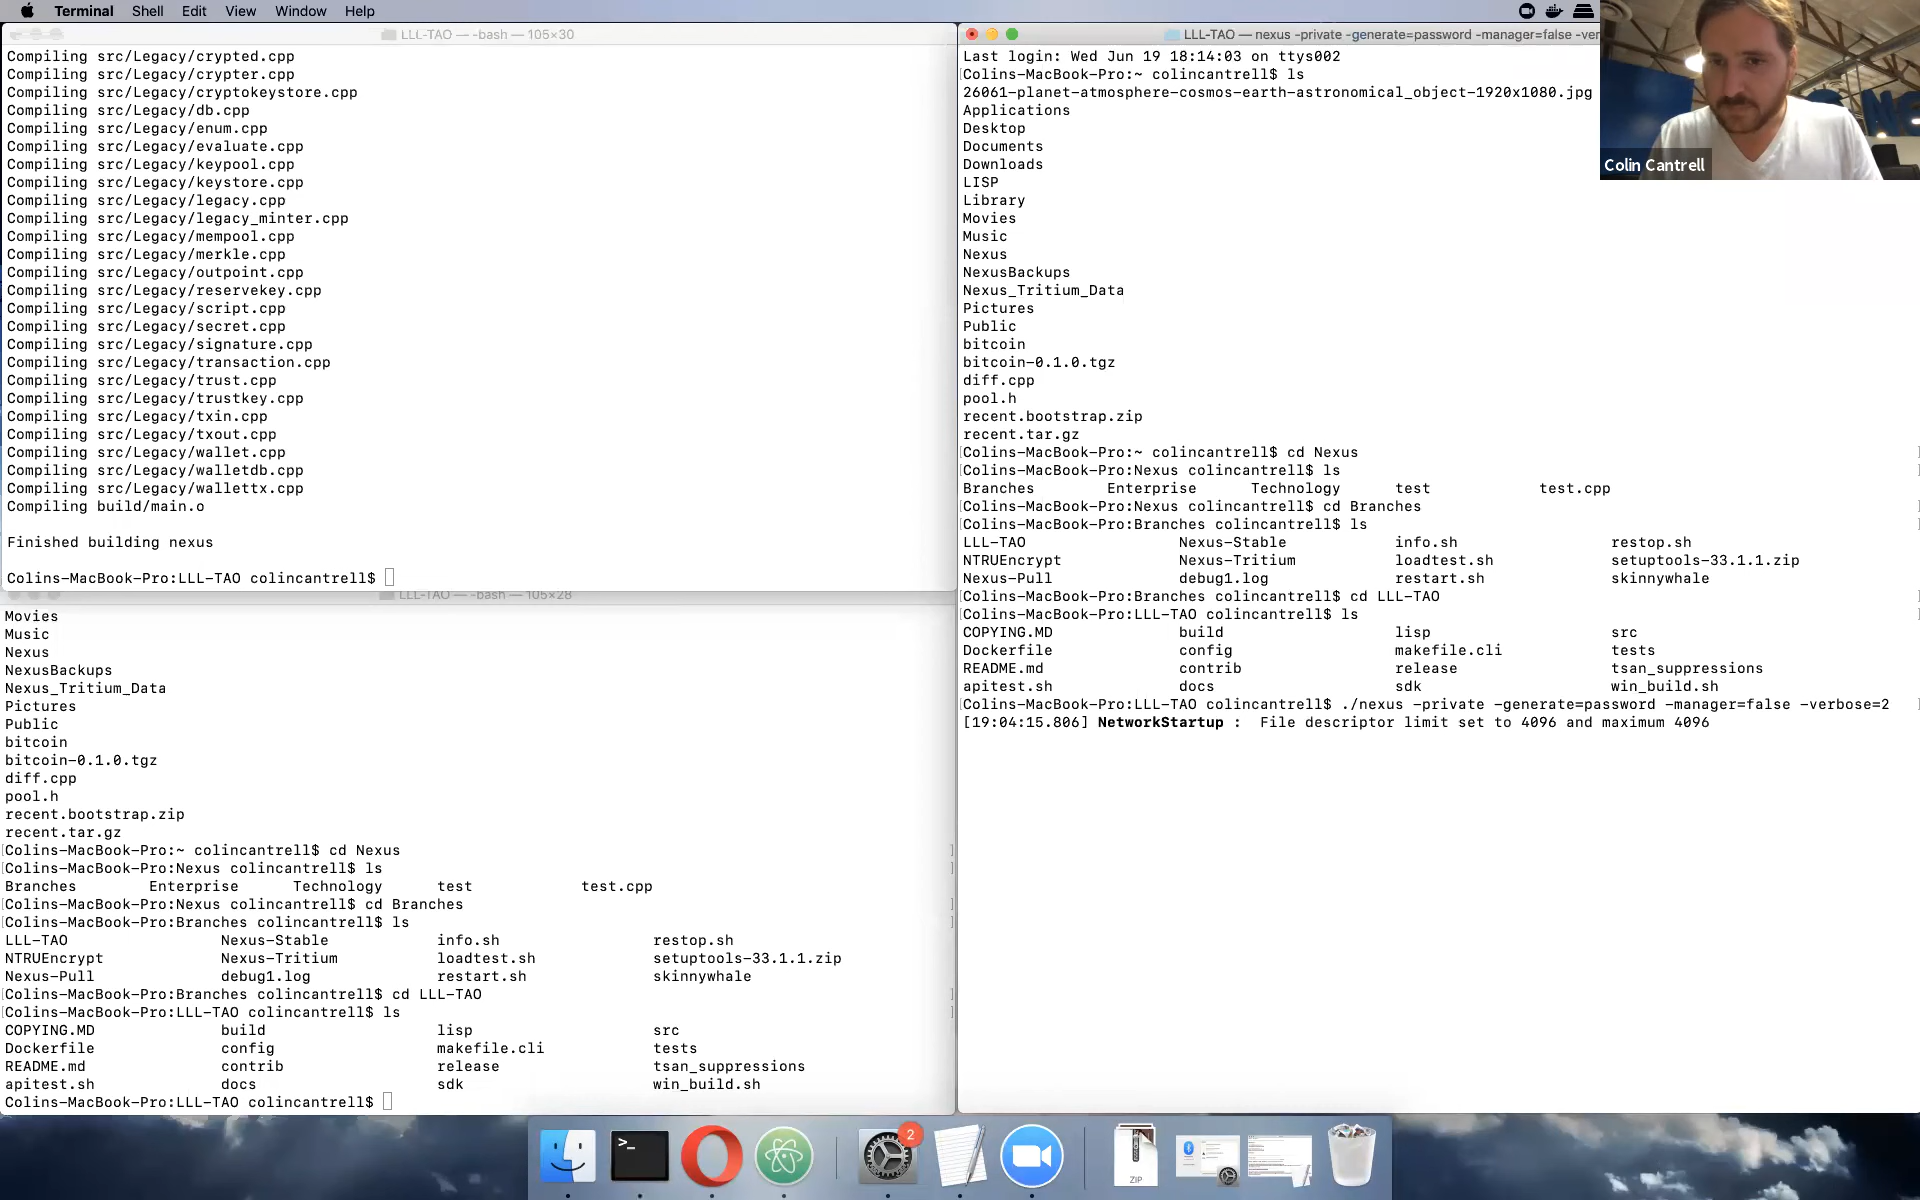 Terminal Shell Edit View Window Help
LLL-TAO — -bash — 105×30
Compiling src/Legacy/crypted.cpp
Compiling src/Legacy/crypter.cpp
Compiling src/Legacy/cryptokeystore.cpp
Compiling src/Legacy/db.cpp
Compiling src/Legacy/enum.cpp
Compiling src/Legacy/evaluate.cpp
Compiling src/Legacy/keypool.cpp
Compiling src/Legacy/keystore.cpp
Compiling src/Legacy/legacy.cpp
Compiling src/Legacy/legacy_minter.cpp
Compiling src/Legacy/mempool.cpp
Compiling src/Legacy/merkle.cpp
Compiling src/Legacy/outpoint.cpp
Compiling src/Legacy/reservekey.cpp
Compiling src/Legacy/script.cpp
Compiling src/Legacy/secret.cpp
Compiling src/Legacy/signature.cpp
Compiling src/Legacy/transaction.cpp
Compiling src/Legacy/trust.cpp
Compiling src/Legacy/trustkey.cpp
Compiling src/Legacy/txin.cpp
Compiling src/Legacy/txout.cpp
Compiling src/Legacy/wallet.cpp
Compiling src/Legacy/walletdb.cpp
Compiling src/Legacy/wallettx.cpp
Compiling build/main.o
Finished building nexus
Colins-MacBook-Pro:LLL-TAO colincantrell$
LLL-TAO — -bash — 105×28
Movies
Music
Nexus
NexusBackups
Nexus_Tritium_Data
Pictures
Public
bitcoin
bitcoin-0.1.0.tgz
diff.cpp
pool.h
recent.bootstrap.zip
recent.tar.gz
[Colins-MacBook-Pro:~ colincantrell$ cd Nexus ]
[Colins-MacBook-Pro:Nexus colincantrell$ ls ]
Branches Enterprise Technology test test.cpp
[Colins-MacBook-Pro:Nexus colincantrell$ cd Branches ]
[Colins-MacBook-Pro:Branches colincantrell$ ls ]
LLL-TAO Nexus-Stable info.sh restop.sh
NTRUEncrypt Nexus-Tritium loadtest.sh setuptools-33.1.1.zip
Nexus-Pull debug1.log restart.sh skinnywhale
[Colins-MacBook-Pro:Branches colincantrell$ cd LLL-TAO ]
[Colins-MacBook-Pro:LLL-TAO colincantrell$ ls ]
COPYING.MD build lisp src
Dockerfile config makefile.cli tests
README.md contrib release tsan_suppressions
apitest.sh docs sdk win_build.sh
Colins-MacBook-Pro:LLL-TAO colincantrell$
LLL-TAO — nexus -private -generate=password -manager=false -ver
Last login: Wed Jun 19 18:14:03 on ttys002
[Colins-MacBook-Pro:~ colincantrell$ ls
26061-planet-atmosphere-cosmos-earth-astronomical_object-1920x1080.jpg
Applications
Desktop
Documents
Downloads
LISP
Library
Movies
Music
Nexus
NexusBackups
Nexus_Tritium_Data
Pictures
Public
bitcoin
bitcoin-0.1.0.tgz
diff.cpp
pool.h
recent.bootstrap.zip
recent.tar.gz
[Colins-MacBook-Pro:~ colincantrell$ cd Nexus ]
[Colins-MacBook-Pro:Nexus colincantrell$ ls ]
Branches Enterprise Technology test test.cpp
[Colins-MacBook-Pro:Nexus colincantrell$ cd Branches ]
[Colins-MacBook-Pro:Branches colincantrell$ ls ]
LLL-TAO Nexus-Stable info.sh restop.sh
NTRUEncrypt Nexus-Tritium loadtest.sh setuptools-33.1.1.zip
Nexus-Pull debug1.log restart.sh skinnywhale
[Colins-MacBook-Pro:Branches colincantrell$ cd LLL-TAO ]
[Colins-MacBook-Pro:LLL-TAO colincantrell$ ls ]
COPYING.MD build lisp src
Dockerfile config makefile.cli tests
README.md contrib release tsan_suppressions
apitest.sh docs sdk win_build.sh
[Colins-MacBook-Pro:LLL-TAO colincantrell$ ./nexus -private -generate=password -manager=false -verbose=2 ]
[19:04:15.806] NetworkStartup : File descriptor limit set to 4096 and maximum 4096
Colin Cantrell
2
>_
ZIP